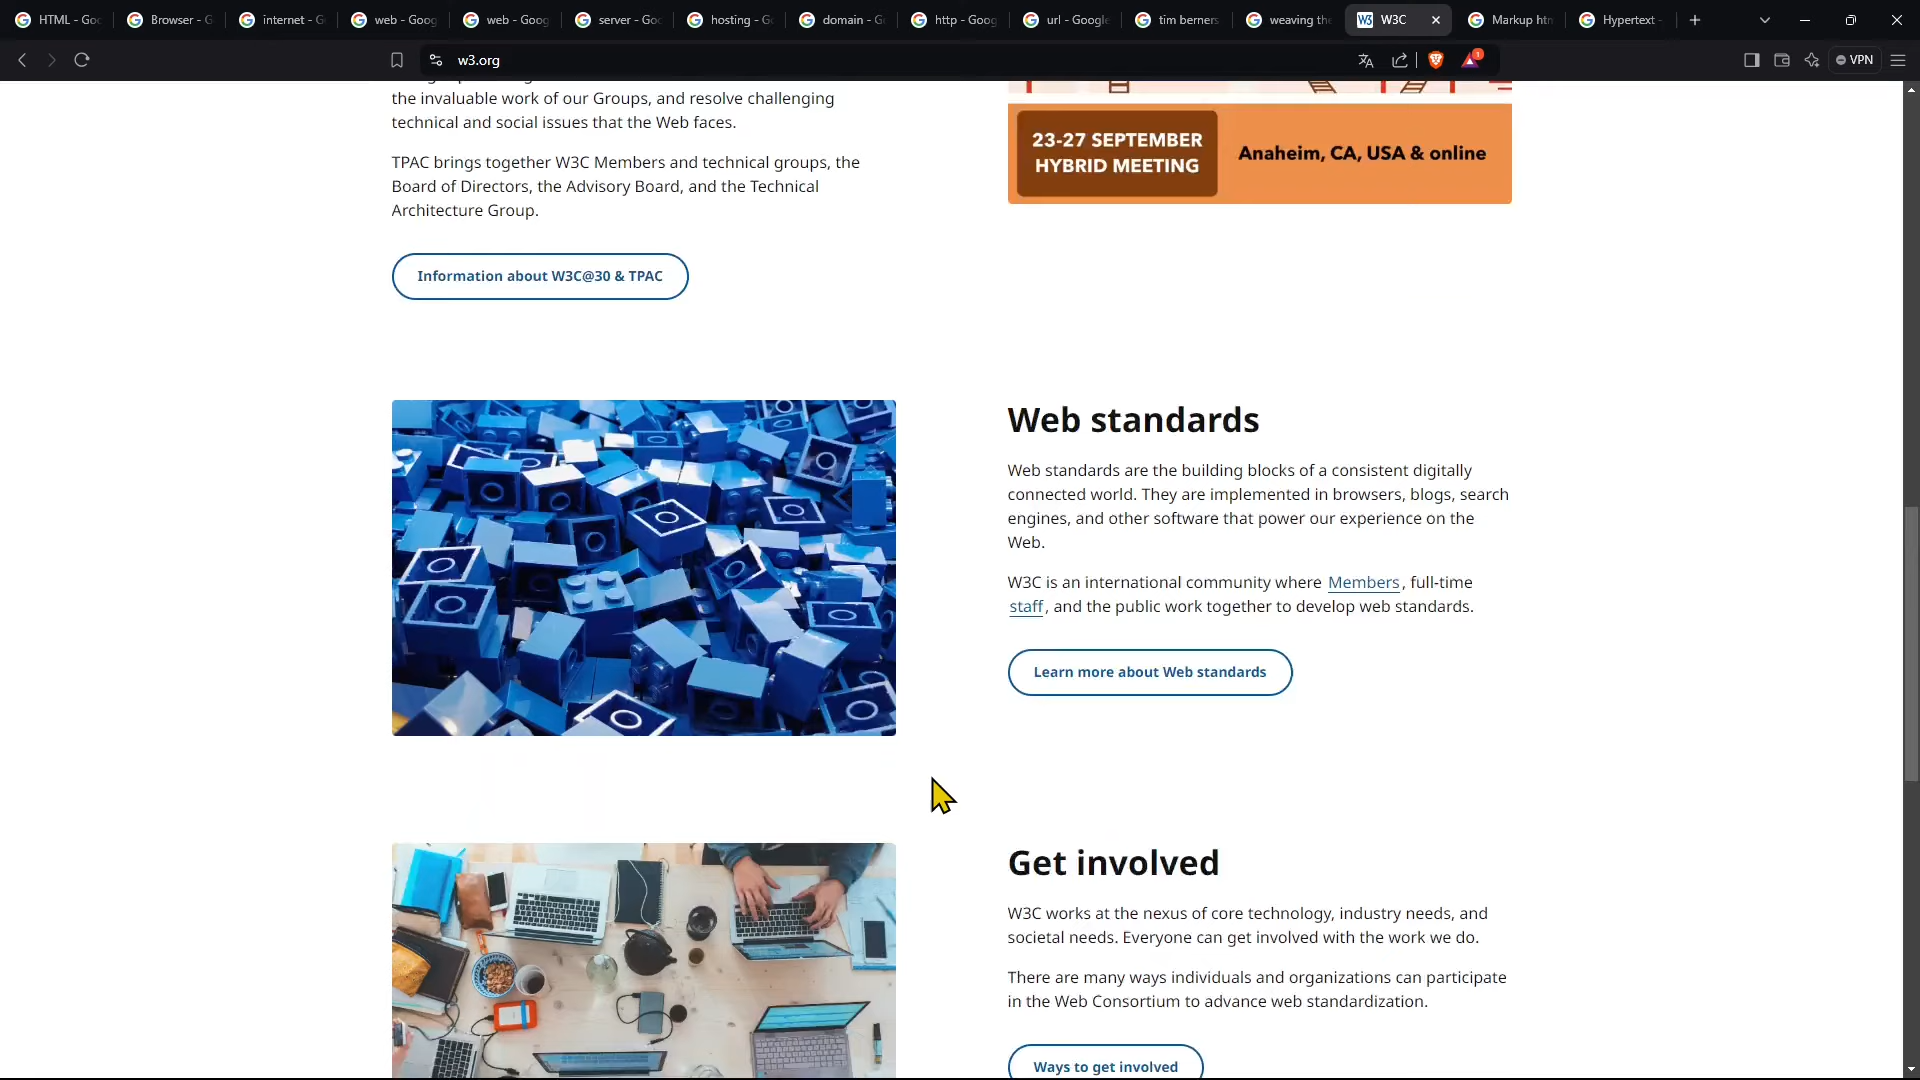 HTML - Goo
Browser - G
internet - G
web - Goog
web - Goog
server - Goo
hosting - G
domain - G
http - Goog
url - Google
tim berners
weaving the
W3C
Markup htm
Hypertext -
w3.org
1
VPN
the invaluable work of our Groups, and resolve challenging
technical and social issues that the Web faces.
TPAC brings together W3C Members and technical groups, the
Board of Directors, the Advisory Board, and the Technical
Architecture Group.
Information about W3C@30 & TPAC
23-27 SEPTEMBER
HYBRID MEETING
Anaheim, CA, USA & online
Web standards
Web standards are the building blocks of a consistent digitally
connected world. They are implemented in browsers, blogs, search
engines, and other software that power our experience on the
Web.
W3C is an international community where Members, full-time
staff, and the public work together to develop web standards.
Learn more about Web standards
Get involved
W3C works at the nexus of core technology, industry needs, and
societal needs. Everyone can get involved with the work we do.
There are many ways individuals and organizations can participate
in the Web Consortium to advance web standardization.
Ways to get involved